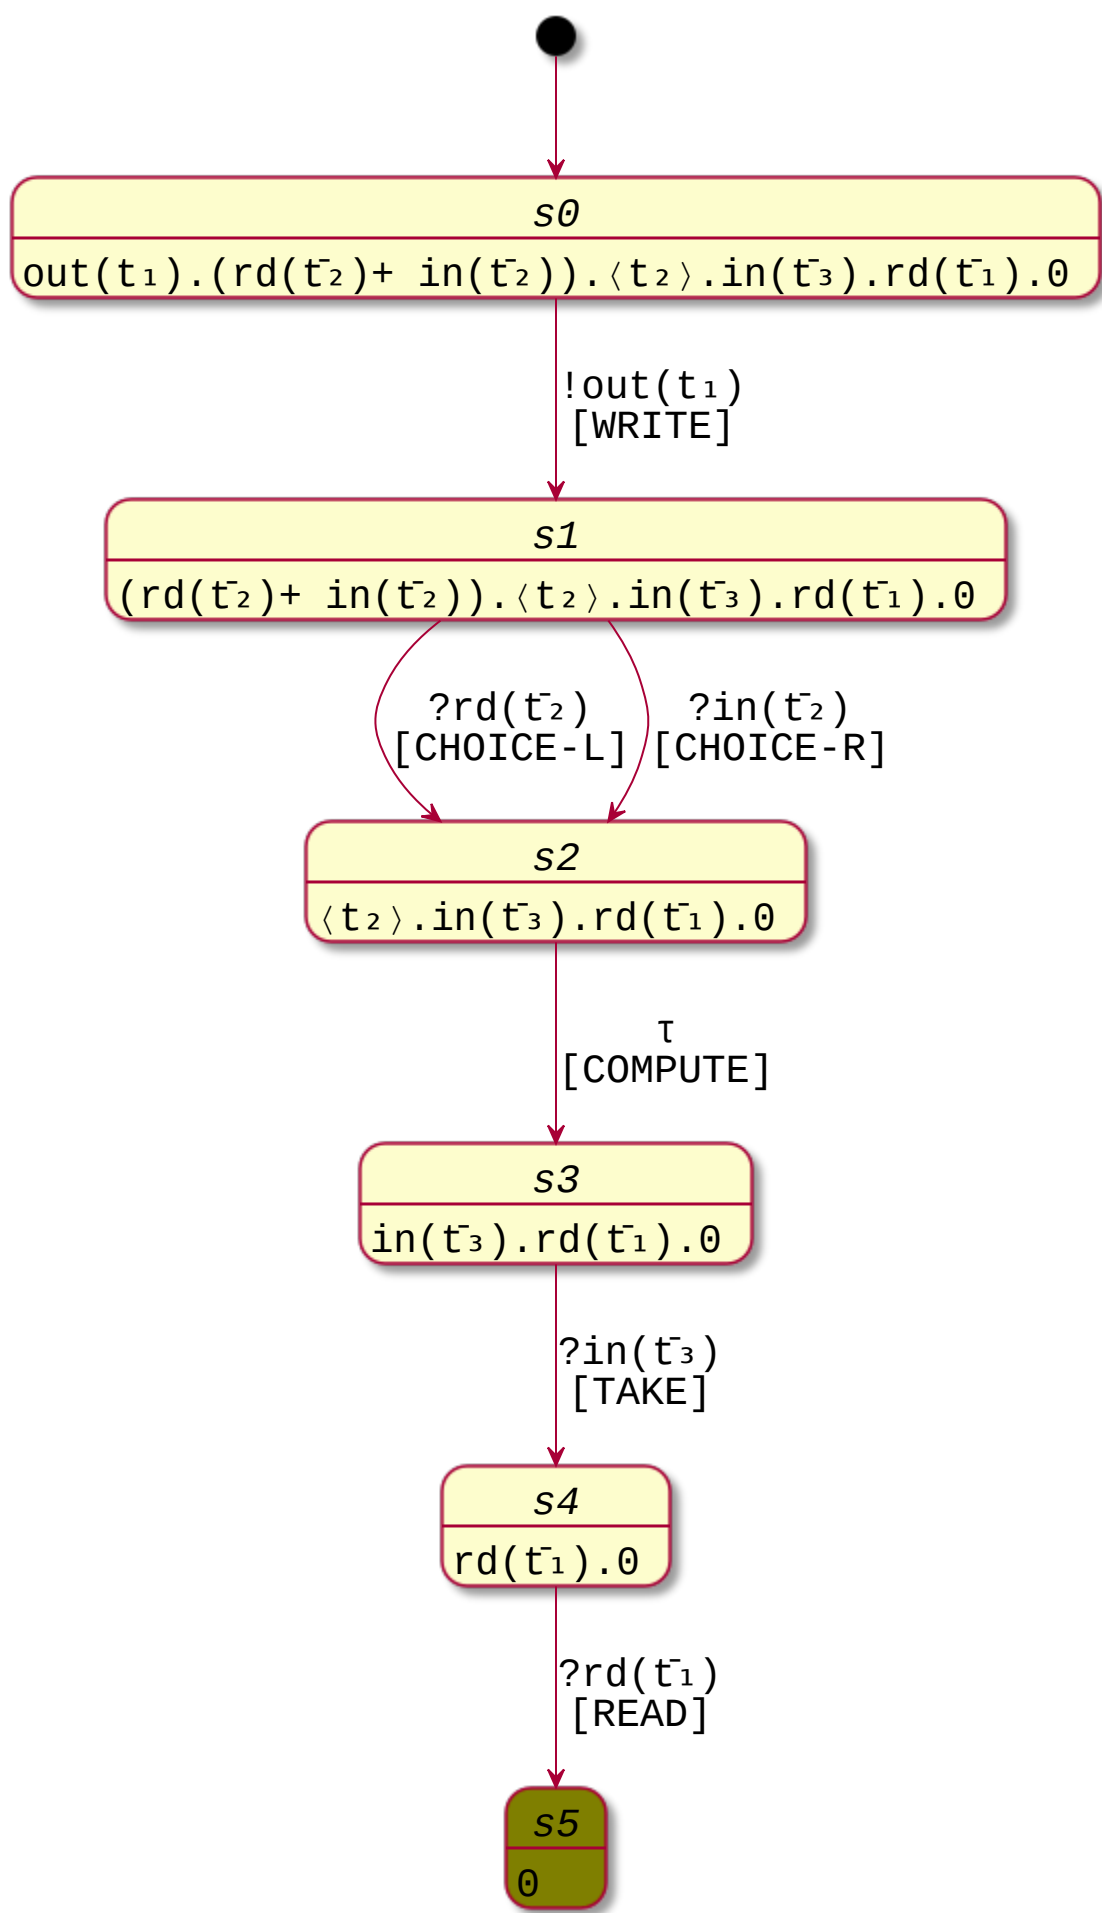 s0
out(t₁).(rd(t̄₂)+ in(t̄₂)).⟨t₂⟩.in(t̄₃).rd(t̄₁).0
!out(t₁)
[WRITE]
s1
(rd(t̄₂)+ in(t̄₂)).⟨t₂⟩.in(t̄₃).rd(t̄₁).0
?rd(t̄₂)
[CHOICE-L]
?in(t̄₂)
[CHOICE-R]
s2
⟨t₂⟩.in(t̄₃).rd(t̄₁).0
τ
[COMPUTE]
s3
in(t̄₃).rd(t̄₁).0
?in(t̄₃)
[TAKE]
s4
rd(t̄₁).0
?rd(t̄₁)
[READ]
s5
0